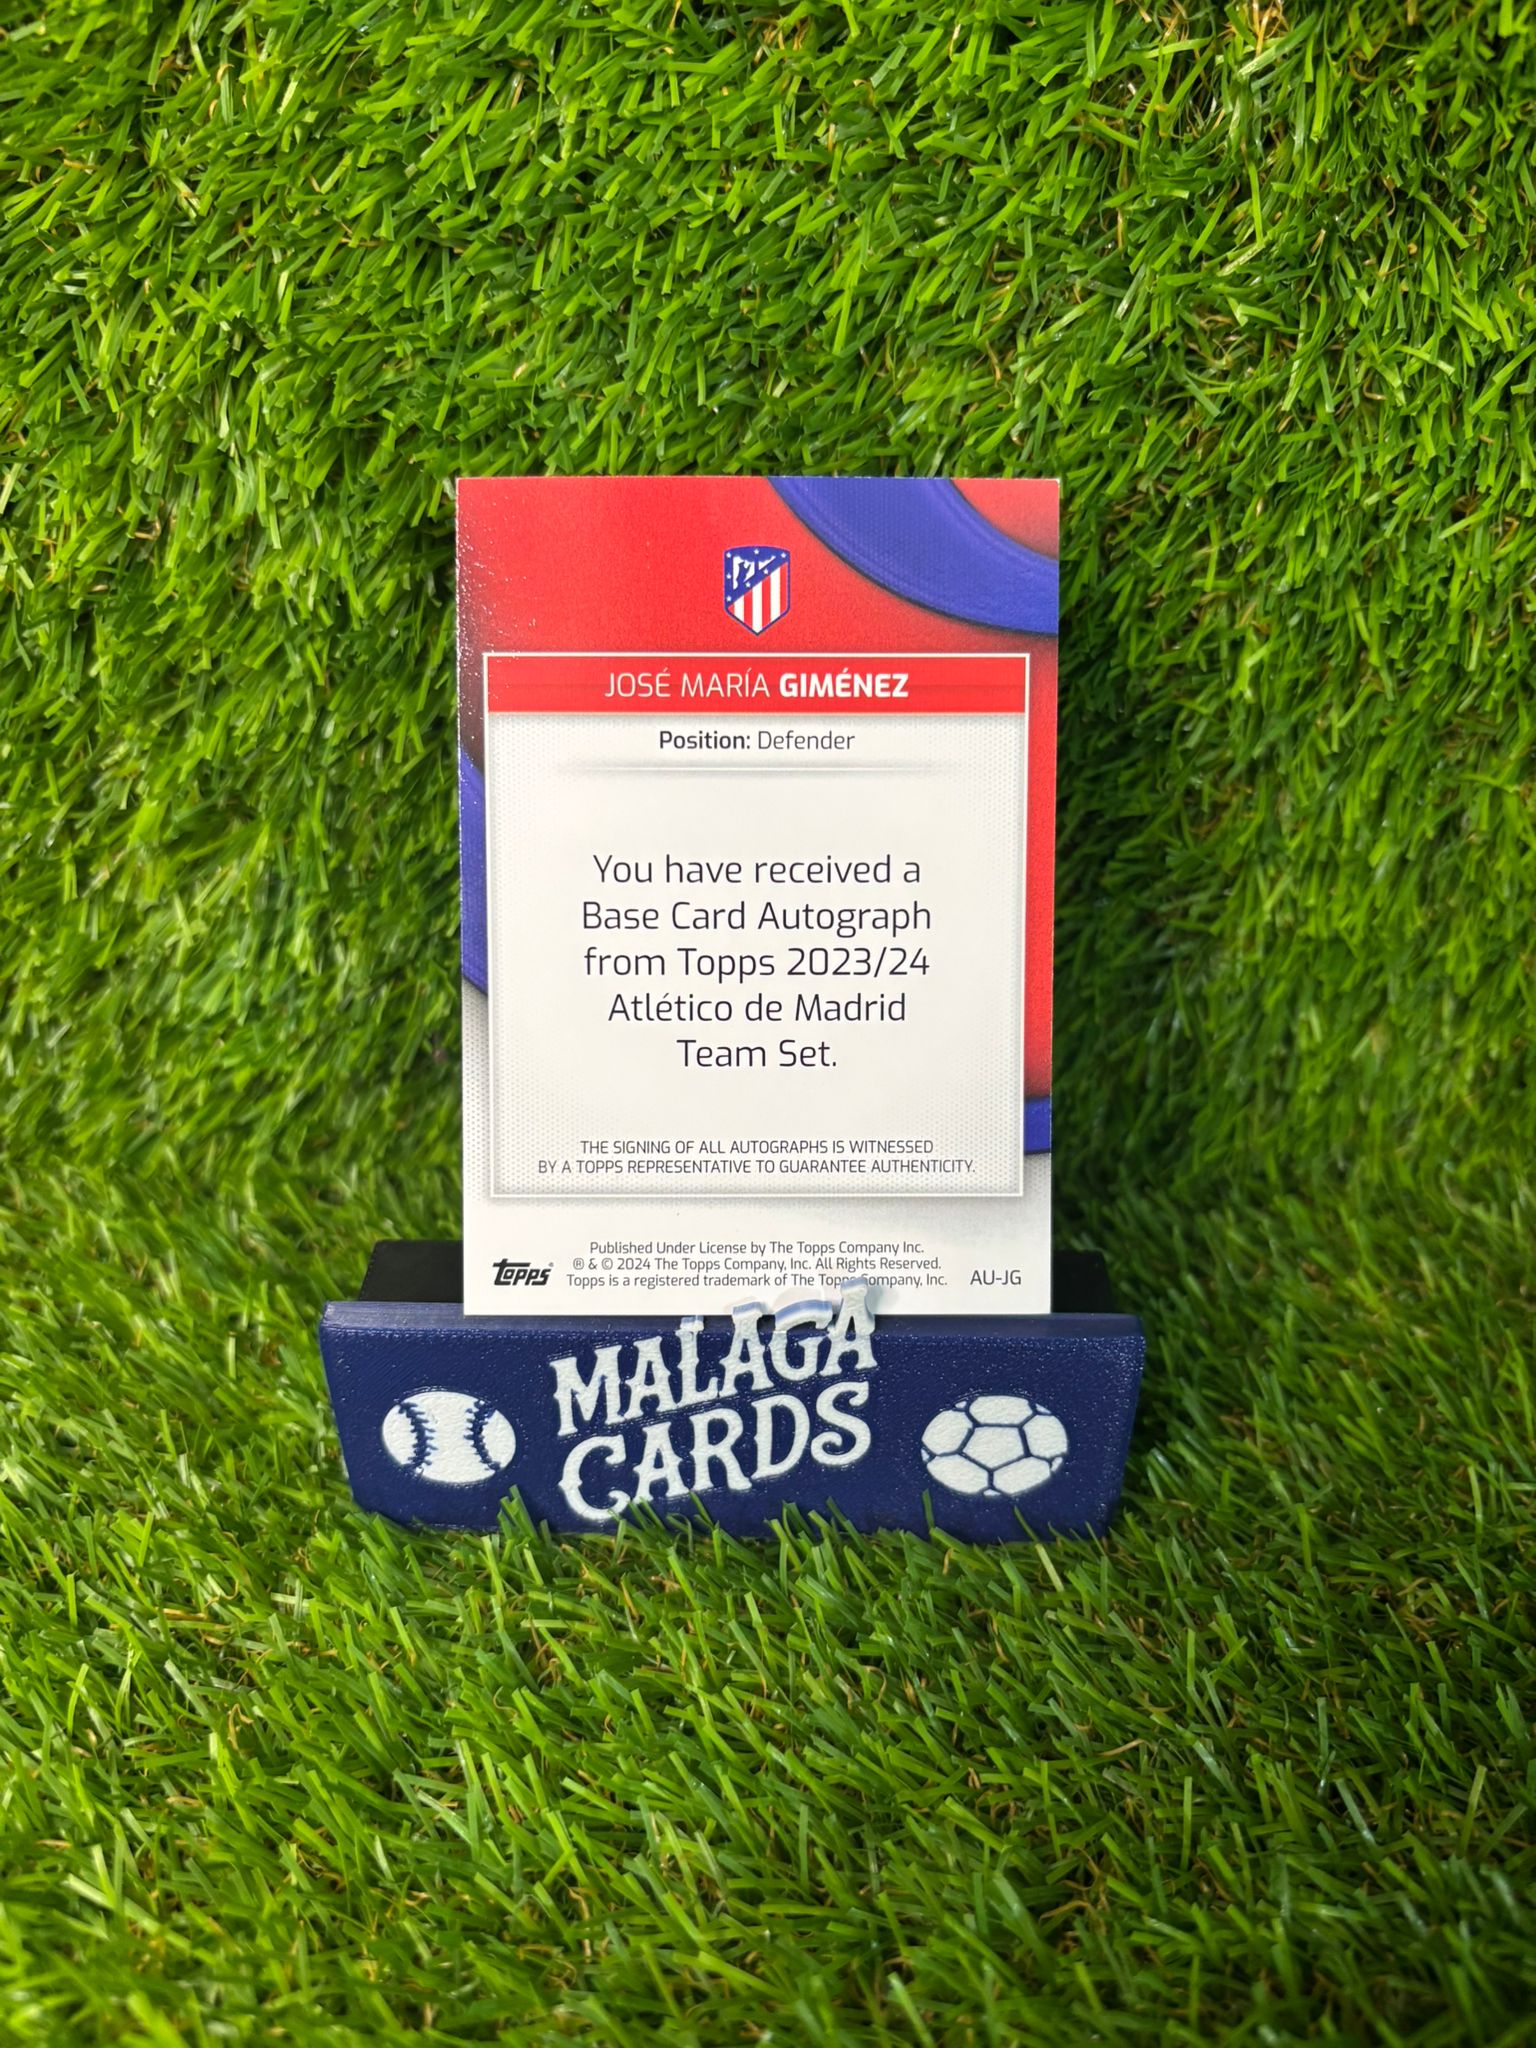 JOSÉ MARÍA GIMÉNEZ
Position: Defender
You have received a
Base Card Autograph
from Topps 2023/24
Atlético de Madrid
Team Set.
THE SIGNING OF ALL AUTOGRAPHS IS WITNESSED
BY A TOPPS REPRESENTATIVE TO GUARANTEE AUTHENTICITY.
Published Under License by The Topps Company Inc.
® & © 2024 The Topps Company, Inc. All Rights Reserved.
Topps is a registered trademark of The Topps Company, Inc.
Topps®
AU-JG
MALAGA
CARDS